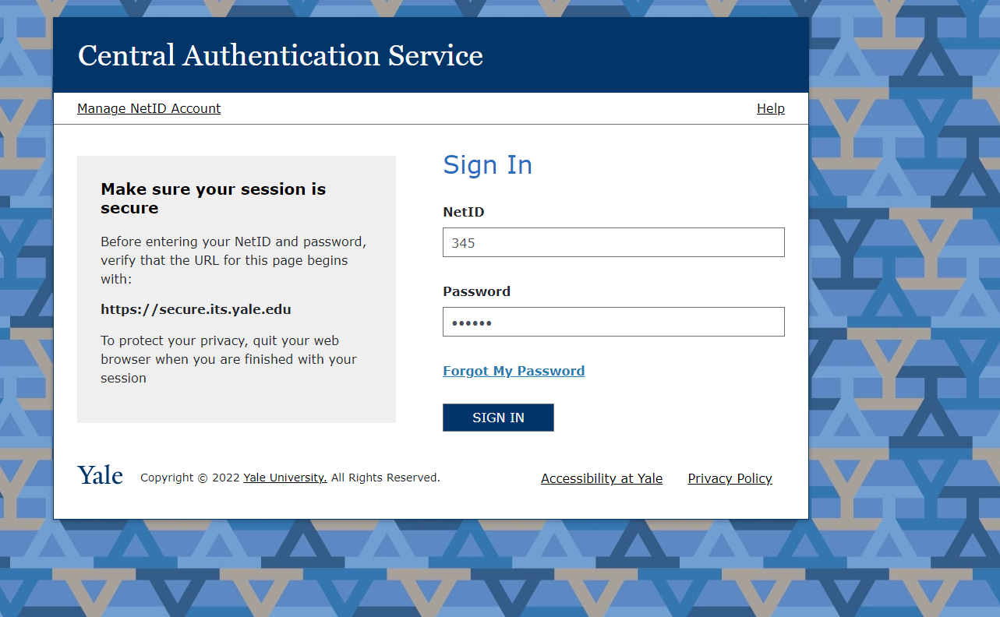 Central Authentication Service
Manage NetID Account
Help
Make sure your session is
secure
Before entering your NetID and password,
verify that the URL for this page begins
with:
https://secure.its.yale.edu
To protect your privacy, quit your web
browser when you are finished with your
session
Sign In
NetID
345
Password
••••••
Forgot My Password
SIGN IN
Yale
Copyright © 2022 Yale University. All Rights Reserved.
Accessibility at Yale
Privacy Policy